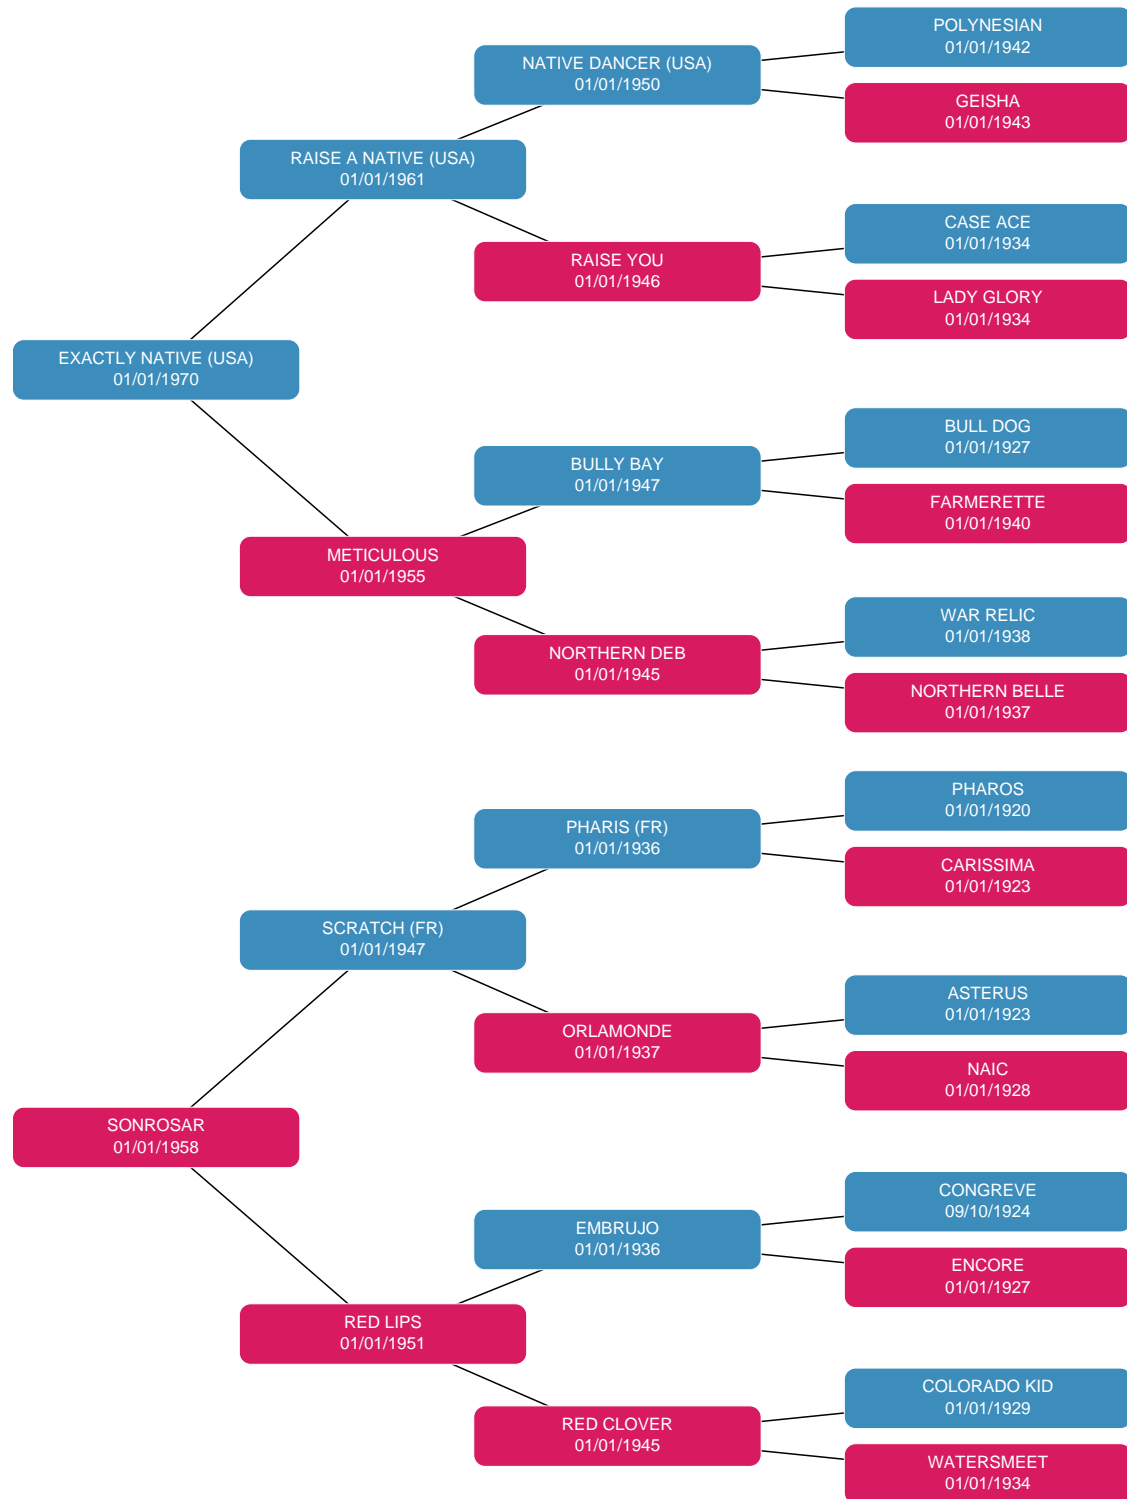 POLYNESIAN
01/01/1942
NATIVE DANCER (USA)
01/01/1950
GEISHA
01/01/1943
RAISE A NATIVE (USA)
01/01/1961
CASE ACE
01/01/1934
RAISE YOU
01/01/1946
LADY GLORY
01/01/1934
EXACTLY NATIVE (USA)
01/01/1970
BULL DOG
01/01/1927
BULLY BAY
01/01/1947
FARMERETTE
01/01/1940
METICULOUS
01/01/1955
WAR RELIC
01/01/1938
NORTHERN DEB
01/01/1945
NORTHERN BELLE
01/01/1937
PHAROS
01/01/1920
PHARIS (FR)
01/01/1936
CARISSIMA
01/01/1923
SCRATCH (FR)
01/01/1947
ASTERUS
01/01/1923
ORLAMONDE
01/01/1937
NAIC
01/01/1928
SONROSAR
01/01/1958
CONGREVE
09/10/1924
EMBRUJO
01/01/1936
ENCORE
01/01/1927
RED LIPS
01/01/1951
COLORADO KID
01/01/1929
RED CLOVER
01/01/1945
WATERSMEET
01/01/1934